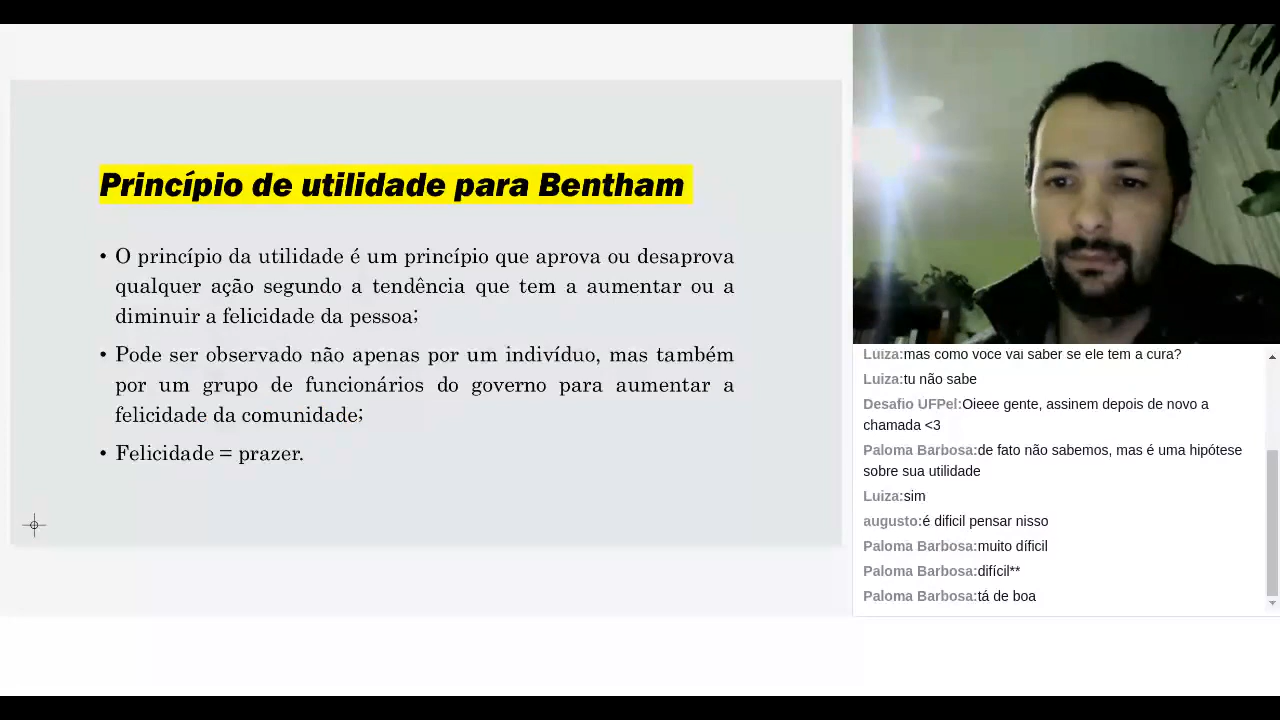 Princípio de utilidade para Bentham
• O princípio da utilidade é um princípio que aprova ou desaprova
qualquer ação segundo a tendência que tem a aumentar ou a
diminuir a felicidade da pessoa;
• Pode ser observado não apenas por um indivíduo, mas também
por um grupo de funcionários do governo para aumentar a
felicidade da comunidade;
• Felicidade = prazer.
Luiza:mas como voce vai saber se ele tem a cura?
Luiza:tu não sabe
Desafio UFPel:Oieee gente, assinem depois de novo a
chamada <3
Paloma Barbosa:de fato não sabemos, mas é uma hipótese
sobre sua utilidade
Luiza:sim
augusto:é dificil pensar nisso
Paloma Barbosa:muito díficil
Paloma Barbosa:difícil**
Paloma Barbosa:tá de boa